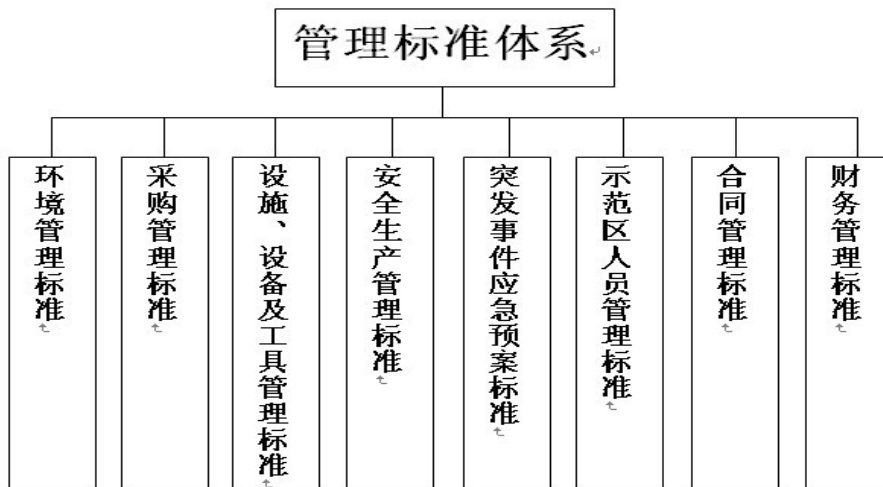 管理标准体系
环境管理标准
采购管理标准
设施、设备及工具管理标准
安全生产管理标准
突发事件应急预案标准
示范区人员管理标准
合同管理标准
财务管理标准